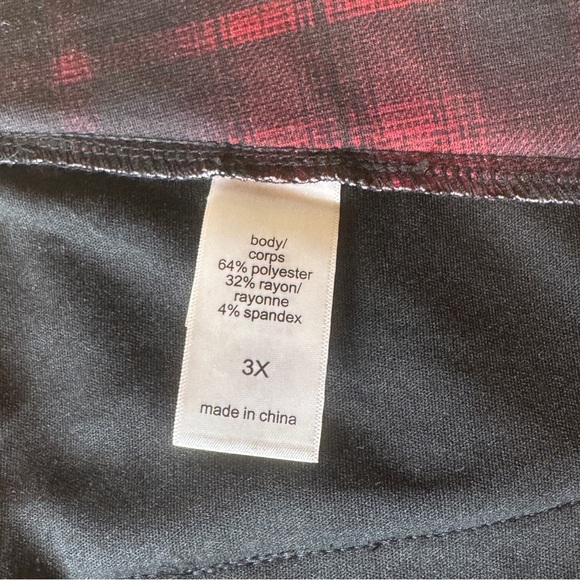 body/
corps
64% polyester
32% rayon/
rayonne
4% spandex
3X
made in china